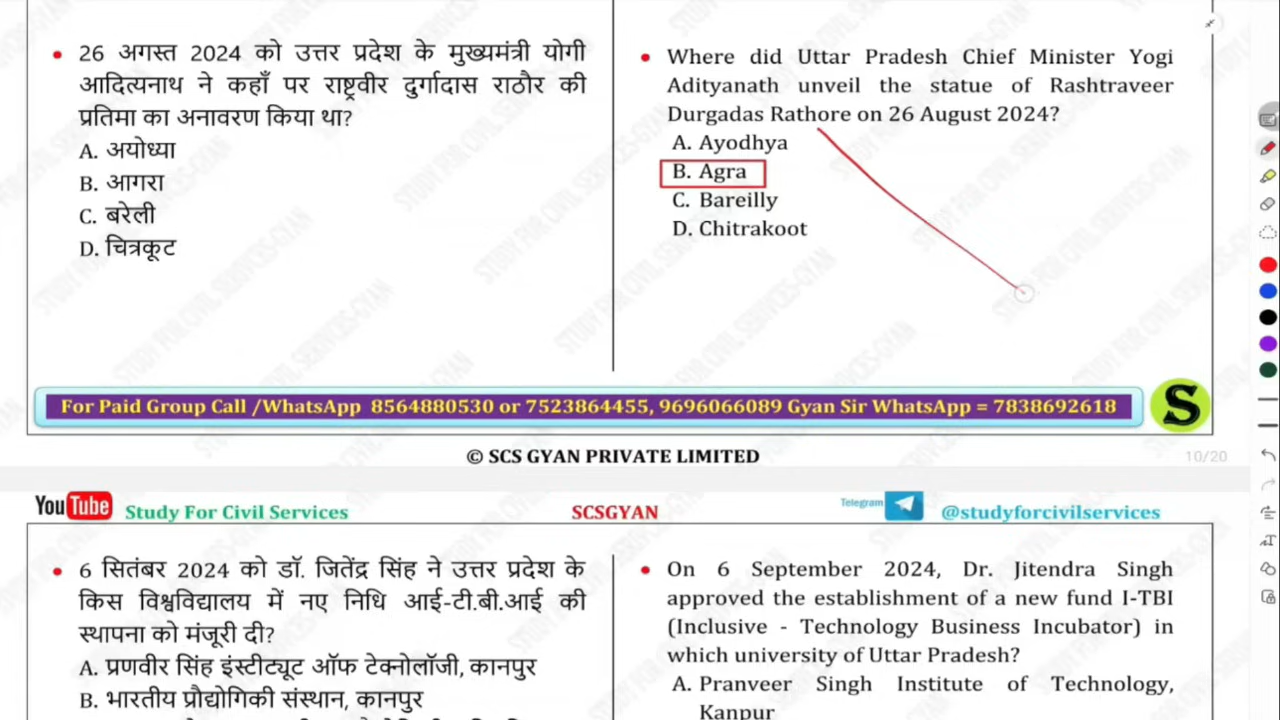 26 अगस्त 2024 को उत्तर प्रदेश के मुख्यमंत्री योगी
आदित्यनाथ ने कहाँ पर राष्ट्रवीर दुर्गादास राठौर की
प्रतिमा का अनावरण किया था?
A. अयोध्या
B. आगरा
C. बरेली
D. चित्रकूट
Where did Uttar Pradesh Chief Minister Yogi
Adityanath unveil the statue of Rashtraveer
Durgadas Rathore on 26 August 2024?
A. Ayodhya
B. Agra
C. Bareilly
D. Chitrakoot
For Paid Group Call /WhatsApp 8564880530 or 7523864455, 9696066089 Gyan Sir WhatsApp = 7838692618
S
© SCS GYAN PRIVATE LIMITED
10/20
YouTube Study For Civil Services
SCSGYAN
Telegram @studyforcivilservices
6 सितंबर 2024 को डॉ. जितेंद्र सिंह ने उत्तर प्रदेश के
किस विश्वविद्यालय में नए निधि आई-टी.बी.आई की
स्थापना को मंजूरी दी?
A. प्रणवीर सिंह इंस्टीट्यूट ऑफ टेक्नोलॉजी, कानपुर
B. भारतीय प्रौद्योगिकी संस्थान, कानपुर
On 6 September 2024, Dr. Jitendra Singh
approved the establishment of a new fund I-TBI
(Inclusive - Technology Business Incubator) in
which university of Uttar Pradesh?
A. Pranveer Singh Institute of Technology,
Kanpur
STUDY FOR CIVIL SERVICES-GYAN